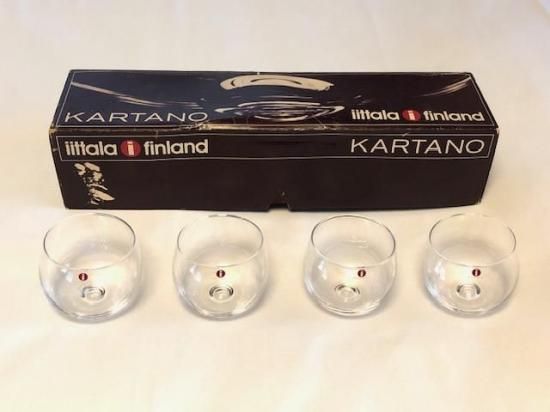 KARTANO iittala i finland
iittala i finland KARTANO
i i i i